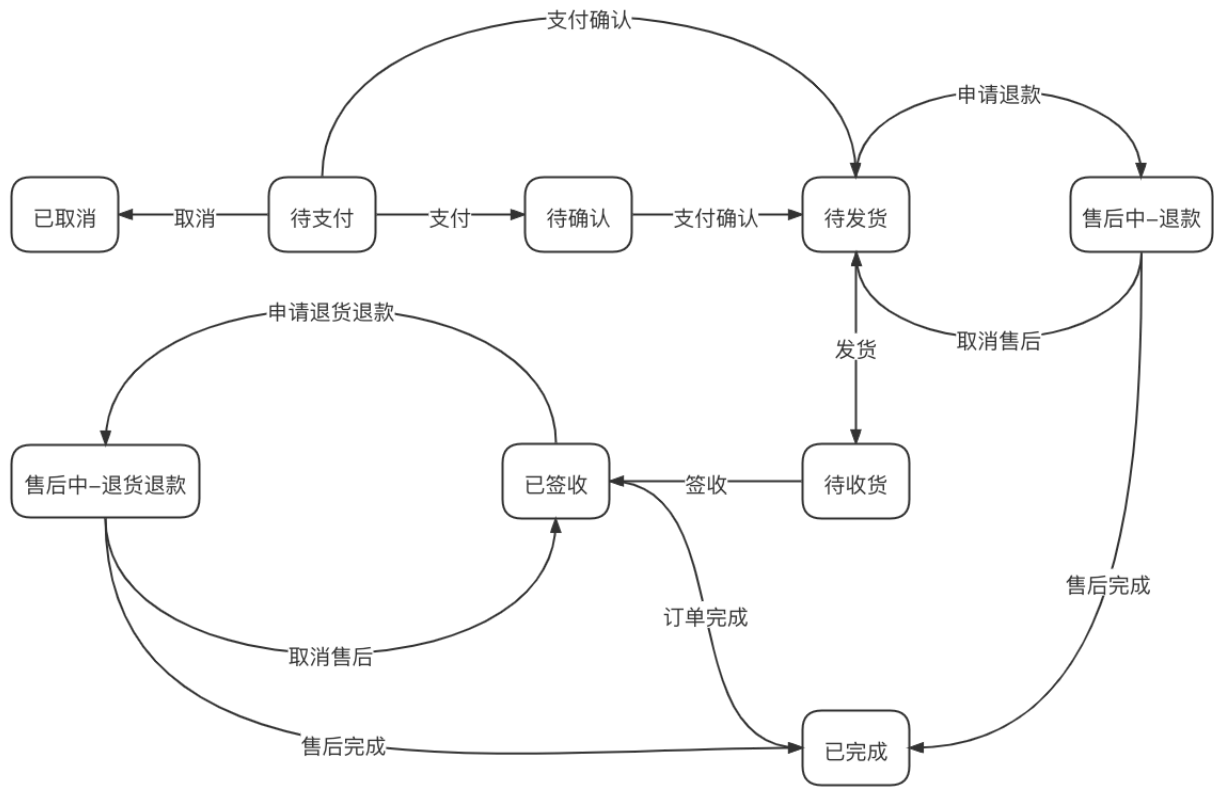 支付确认
申请退款
已取消
取消
待支付
支付
待确认
支付确认
待发货
售后中-退款
申请退货退款
发货
取消售后
售后中-退货退款
已签收
签收
待收货
售后完成
订单完成
取消售后
售后完成
已完成